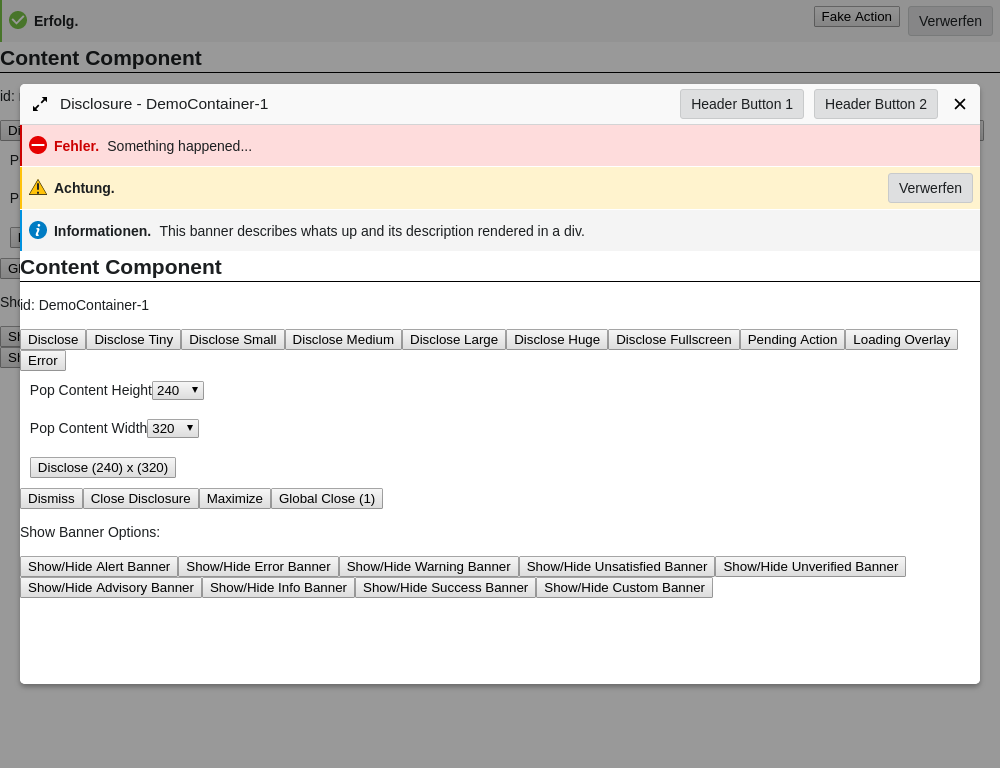 Erfolg.
Fake Action
Verwerfen
Content Component
id:
Disclosure - DemoContainer-1
Header Button 1
Header Button 2
Fehler. Something happened...
Achtung.
Verwerfen
Informationen. This banner describes whats up and its description rendered in a div.
Content Component
id: DemoContainer-1
Disclose Disclose Tiny Disclose Small Disclose Medium Disclose Large Disclose Huge Disclose Fullscreen Pending Action Loading Overlay
Error
Pop Content Height 240
Pop Content Width 320
Disclose (240) x (320)
Dismiss Close Disclosure Maximize Global Close (1)
Show Banner Options:
Show/Hide Alert Banner Show/Hide Error Banner Show/Hide Warning Banner Show/Hide Unsatisfied Banner Show/Hide Unverified Banner
Show/Hide Advisory Banner Show/Hide Info Banner Show/Hide Success Banner Show/Hide Custom Banner